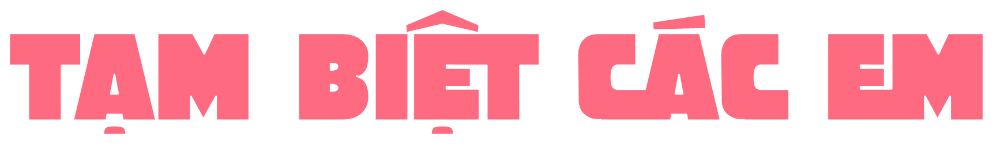 TẠM BIỆT CÁC EM